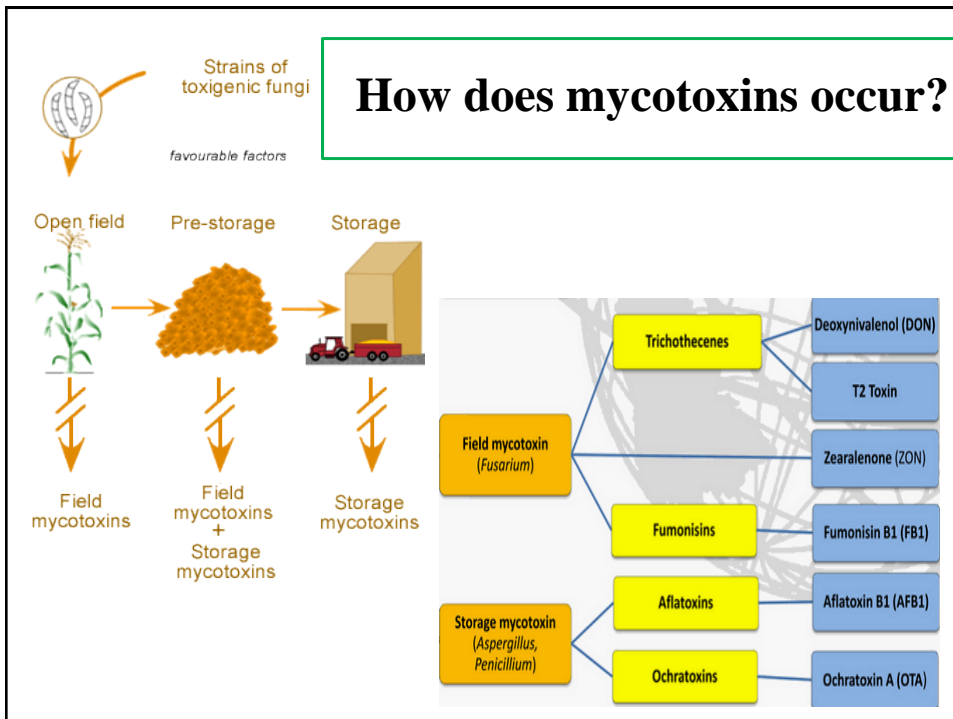 How does mycotoxins occur?
Strains of
toxigenic fungi
favourable factors
Open field
Pre-storage
Storage
Field
mycotoxins
Field
mycotoxins
+
Storage
mycotoxins
Storage
mycotoxins
Field mycotoxin
(Fusarium)
Trichothecenes
Deoxynivalenol (DON)
T2 Toxin
Zearalenone (ZON)
Fumonisins
Fumonisin B1 (FB1)
Storage mycotoxin
(Aspergillus,
Penicillium)
Aflatoxins
Aflatoxin B1 (AFB1)
Ochratoxins
Ochratoxin A (OTA)